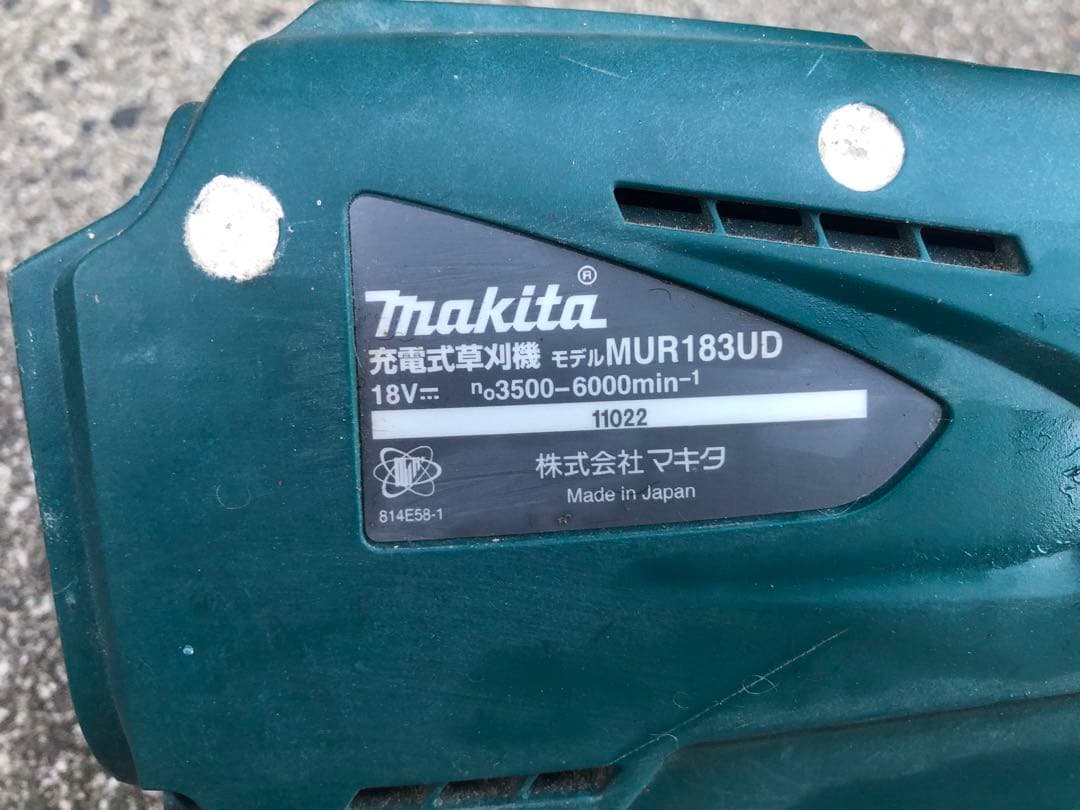 makita®
充電式草刈機 モデルMUR183UD
18V⎓ n₀3500–6000min⁻¹
11022
株式会社マキタ
Made in Japan
814E58-1